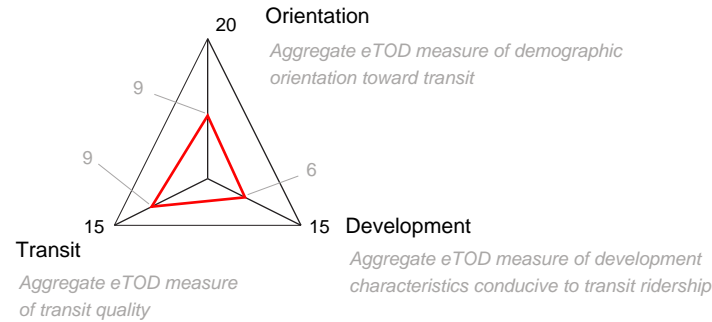 Orientation
20
Aggregate eTOD measure of demographic
orientation toward transit
9
9
6
15
15
Development
Transit
Aggregate eTOD measure of development
characteristics conducive to transit ridership
Aggregate eTOD measure
of transit quality